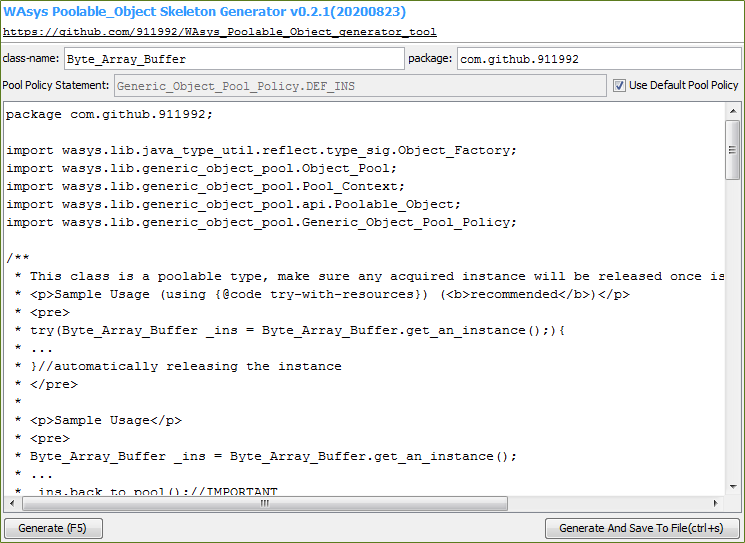 WAsys Poolable_Object Skeleton Generator v0.2.1(20200823)
https://github.com/911992/WAsys_Poolable_Object_generator_tool
class-name: Byte_Array_Buffer package: com.github.911992
Pool Policy Statement: Generic_Object_Pool_Policy.DEF_INS Use Default Pool Policy
package com.github.911992;
import wasys.lib.java_type_util.reflect.type_sig.Object_Factory;
import wasys.lib.generic_object_pool.Object_Pool;
import wasys.lib.generic_object_pool.Pool_Context;
import wasys.lib.generic_object_pool.api.Poolable_Object;
import wasys.lib.generic_object_pool.Generic_Object_Pool_Policy;
/**
* This class is a poolable type, make sure any acquired instance will be released once is
* <p>Sample Usage (using {@code try-with-resources}) (<b>recommended</b>)</p>
* <pre>
* try(Byte_Array_Buffer _ins = Byte_Array_Buffer.get_an_instance();){
* ...
* }//automatically releasing the instance
* </pre>
*
* <p>Sample Usage</p>
* <pre>
* Byte_Array_Buffer _ins = Byte_Array_Buffer.get_an_instance();
* ...
* _ins.back_to_pool();//IMPORTANT
Generate (F5) Generate And Save To File(ctrl+s)